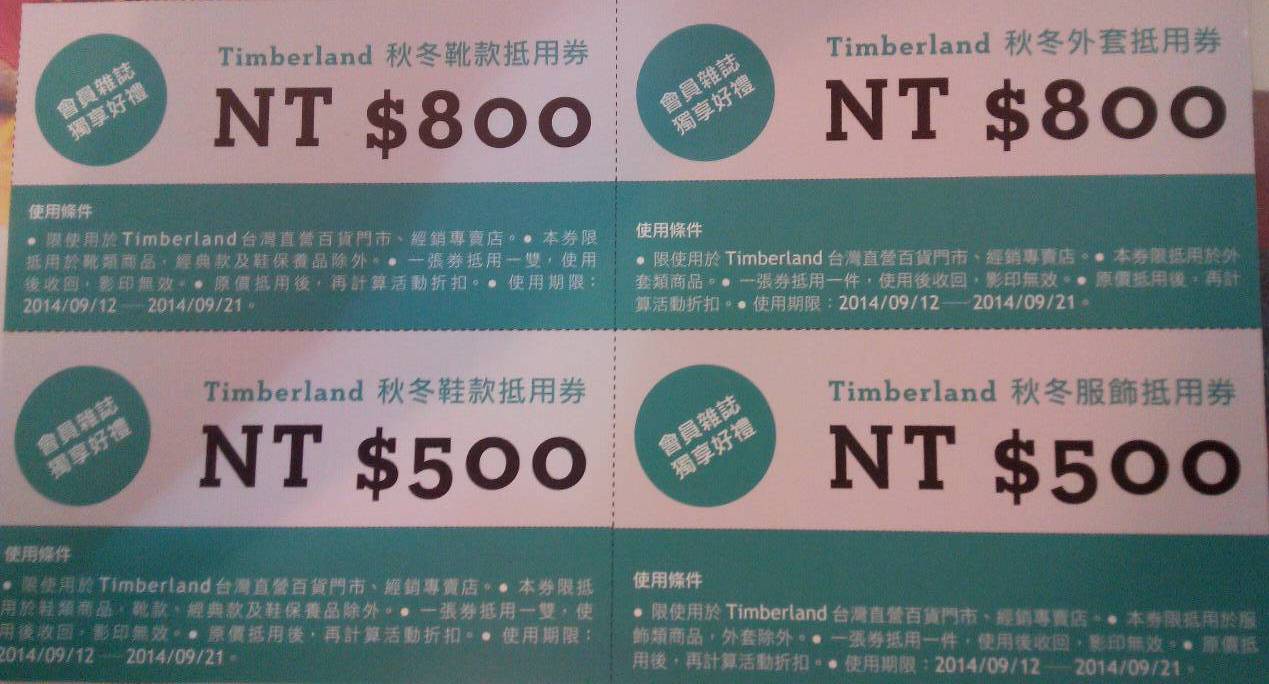 會員雜誌
獨享好禮
Timberland 秋冬靴款抵用券
NT $800
使用條件
● 限使用於Timberland台灣直營百貨門市、經銷專賣店。● 本券限
抵用於靴類商品，經典款及鞋保養品除外。● 一張券抵用一雙，使用
後收回，影印無效。● 原價抵用後，再計算活動折扣。● 使用期限：
2014/09/12 — 2014/09/21。
會員雜誌
獨享好禮
Timberland 秋冬外套抵用券
NT $800
使用條件
● 限使用於 Timberland 台灣直營百貨門市、經銷專賣店。● 本券限抵用於外
套類商品。● 一張券抵用一件，使用後收回，影印無效。● 原價抵用後，再計
算活動折扣。● 使用期限：2014/09/12 — 2014/09/21。
會員雜誌
獨享好禮
Timberland 秋冬鞋款抵用券
NT $500
使用條件
● 限使用於Timberland台灣直營百貨門市、經銷專賣店。● 本券限抵
用於鞋類商品，靴款、經典款及鞋保養品除外。● 一張券抵用一雙，使
用後收回，影印無效。● 原價抵用後，再計算活動折扣。● 使用期限：
2014/09/12 — 2014/09/21。
會員雜誌
獨享好禮
Timberland 秋冬服飾抵用券
NT $500
使用條件
● 限使用於 Timberland 台灣直營百貨門市、經銷專賣店。● 本券限抵用於服
飾類商品，外套除外。● 一張券抵用一件，使用後收回，影印無效。● 原價抵
用後，再計算活動折扣。● 使用期限：2014/09/12 — 2014/09/21。